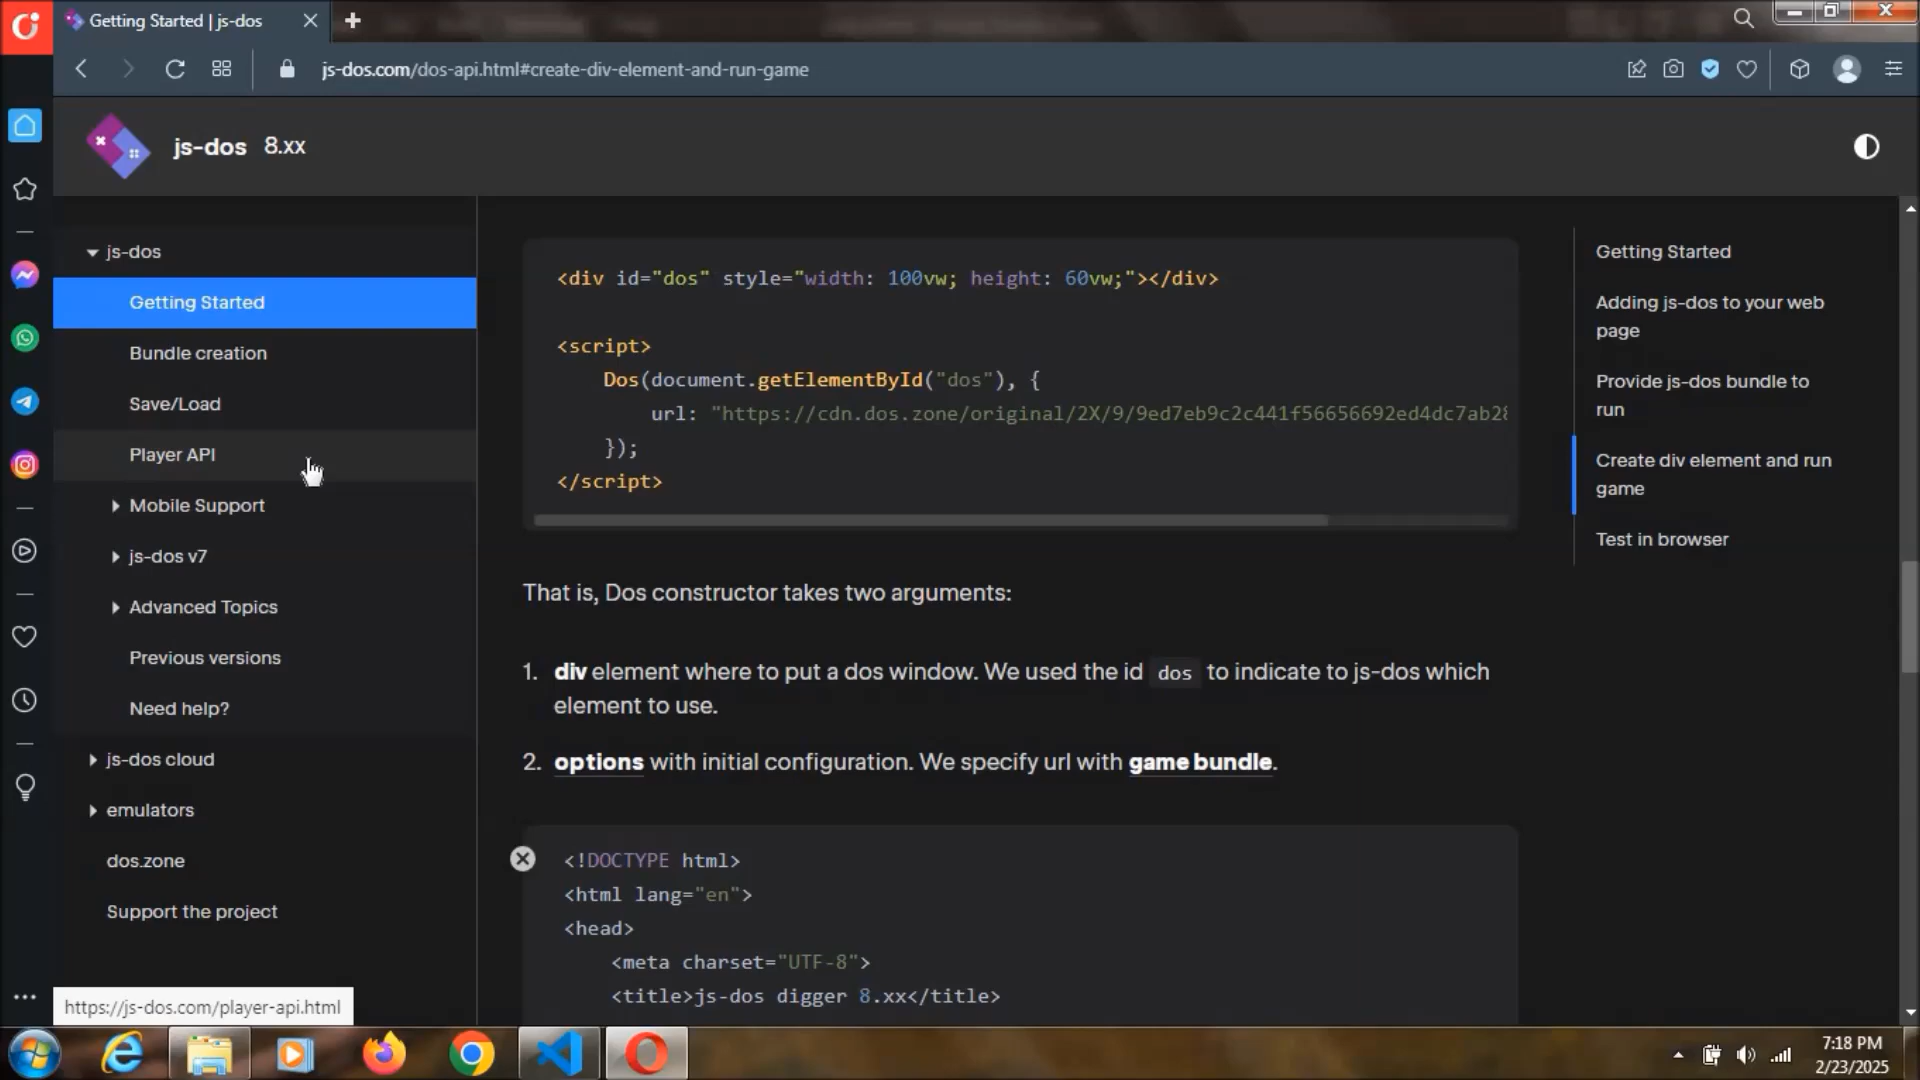 Getting Started | js-dos
js-dos.com/dos-api.html#create-div-element-and-run-game
js-dos 8.xx
js-dos
Getting Started
Bundle creation
Save/Load
Player API
Mobile Support
js-dos v7
Advanced Topics
Previous versions
Need help?
js-dos cloud
emulators
dos.zone
Support the project
https://js-dos.com/player-api.html
<div id="dos" style="width: 100vw; height: 60vw;"></div>
<script>
Dos(document.getElementById("dos"), {
url: "https://cdn.dos.zone/original/2X/9/9ed7eb9c2c441f56656692ed4dc7ab28
});
</script>
That is, Dos constructor takes two arguments:
1. div element where to put a dos window. We used the id dos to indicate to js-dos which
element to use.
2. options with initial configuration. We specify url with game bundle.
<!DOCTYPE html>
<html lang="en">
<head>
<meta charset="UTF-8">
<title>js-dos digger 8.xx</title>
Getting Started
Adding js-dos to your web
page
Provide js-dos bundle to
run
Create div element and run
game
Test in browser
7:18 PM
2/23/2025